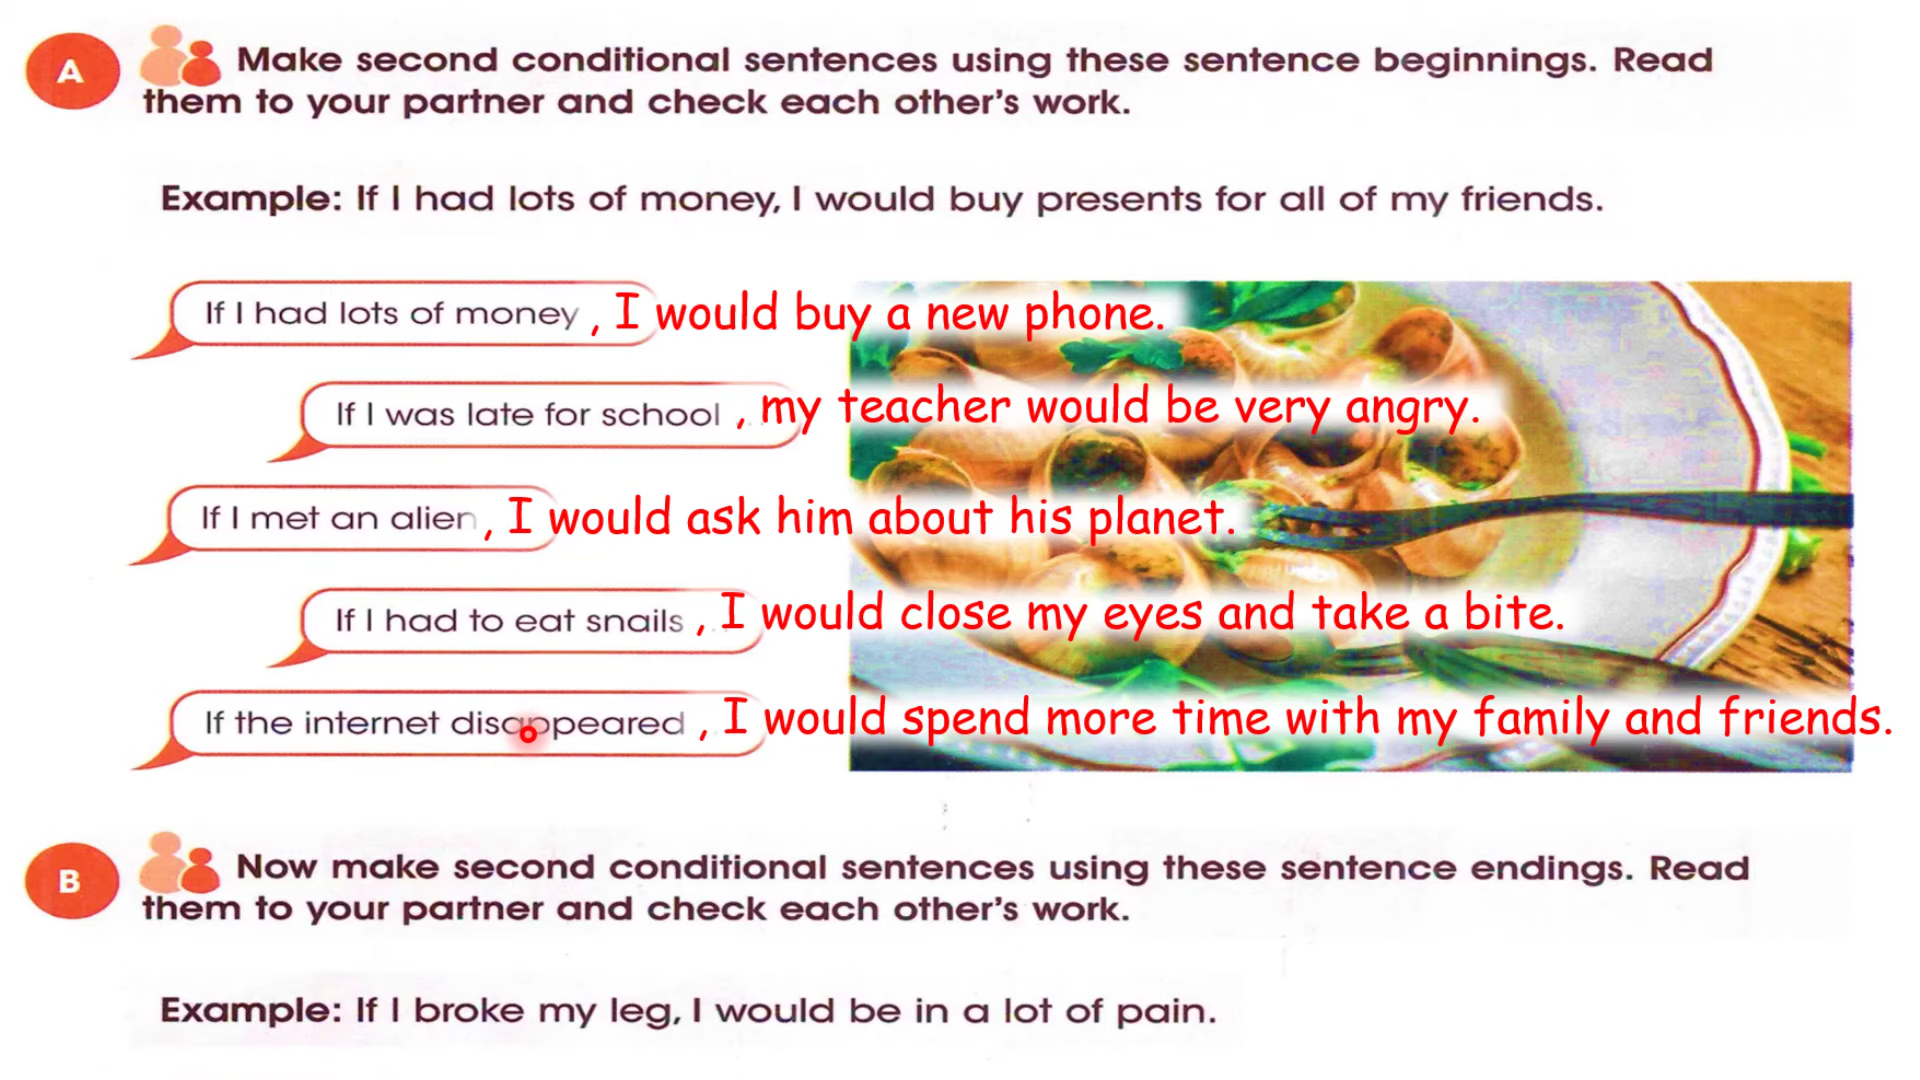 A Make second conditional sentences using these sentence beginnings. Read
them to your partner and check each other's work.
Example: If I had lots of money, I would buy presents for all of my friends.
If I had lots of money , I would buy a new phone.
If I was late for school , my teacher would be very angry.
If I met an alien , I would ask him about his planet.
If I had to eat snails , I would close my eyes and take a bite.
If the internet disappeared , I would spend more time with my family and friends.
B Now make second conditional sentences using these sentence endings. Read
them to your partner and check each other's work.
Example: If I broke my leg, I would be in a lot of pain.